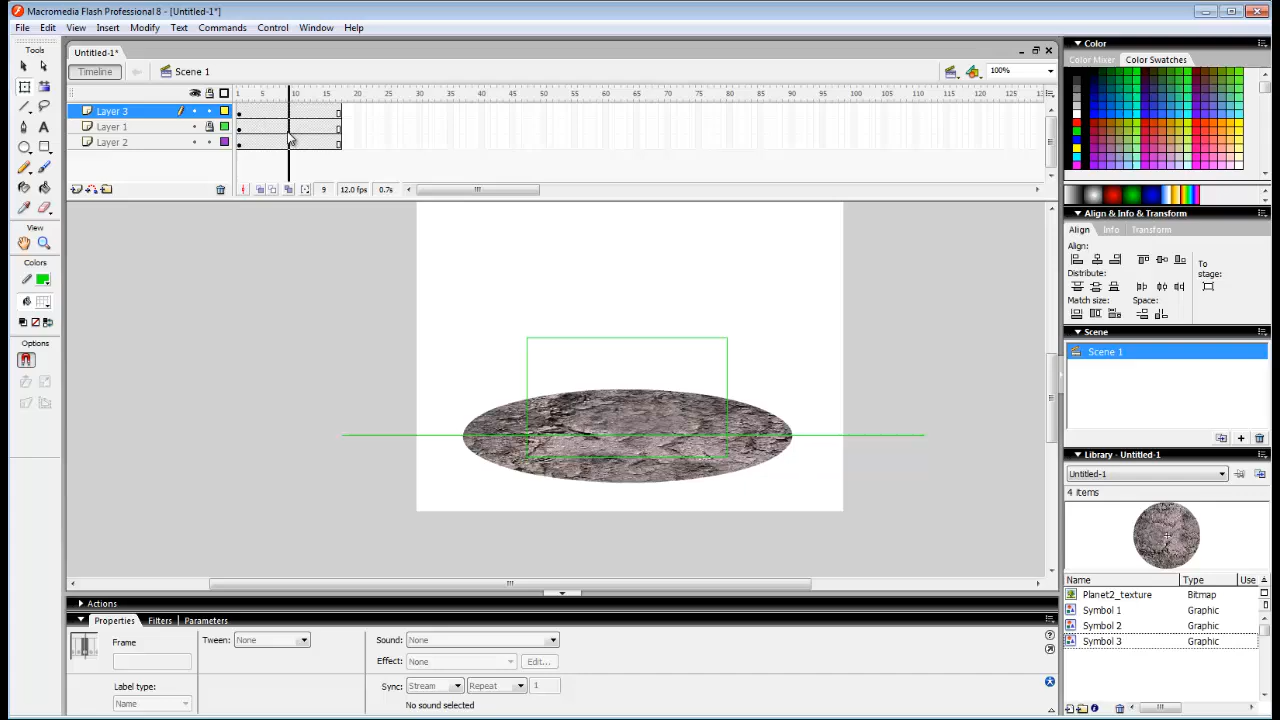 Macromedia Flash Professional 8 - [Untitled-1*]
File Edit View Insert Modify Text Commands Control Window Help
Tools
Untitled-1*
Timeline
Scene 1
100%
1 5 10 15 20 25 30 35 40 45 50 55 60 65 70 75 80 85 90 95 100 105 110 115 120 125 13
Layer 3
Layer 1
Layer 2
9 12.0 fps 0.7s
View
Colors
Options
Color
Color Mixer Color Swatches
Align & Info & Transform
Align Info Transform
Align:
To stage:
Distribute:
Match size: Space:
Scene
Scene 1
Library - Untitled-1
Untitled-1
4 items
Name Type Use
Planet2_texture Bitmap
Symbol 1 Graphic
Symbol 2 Graphic
Symbol 3 Graphic
Actions
Properties Filters Parameters
Frame Tween: None Sound: None
Effect: None Edit...
Label type: Sync: Stream Repeat 1
Name No sound selected